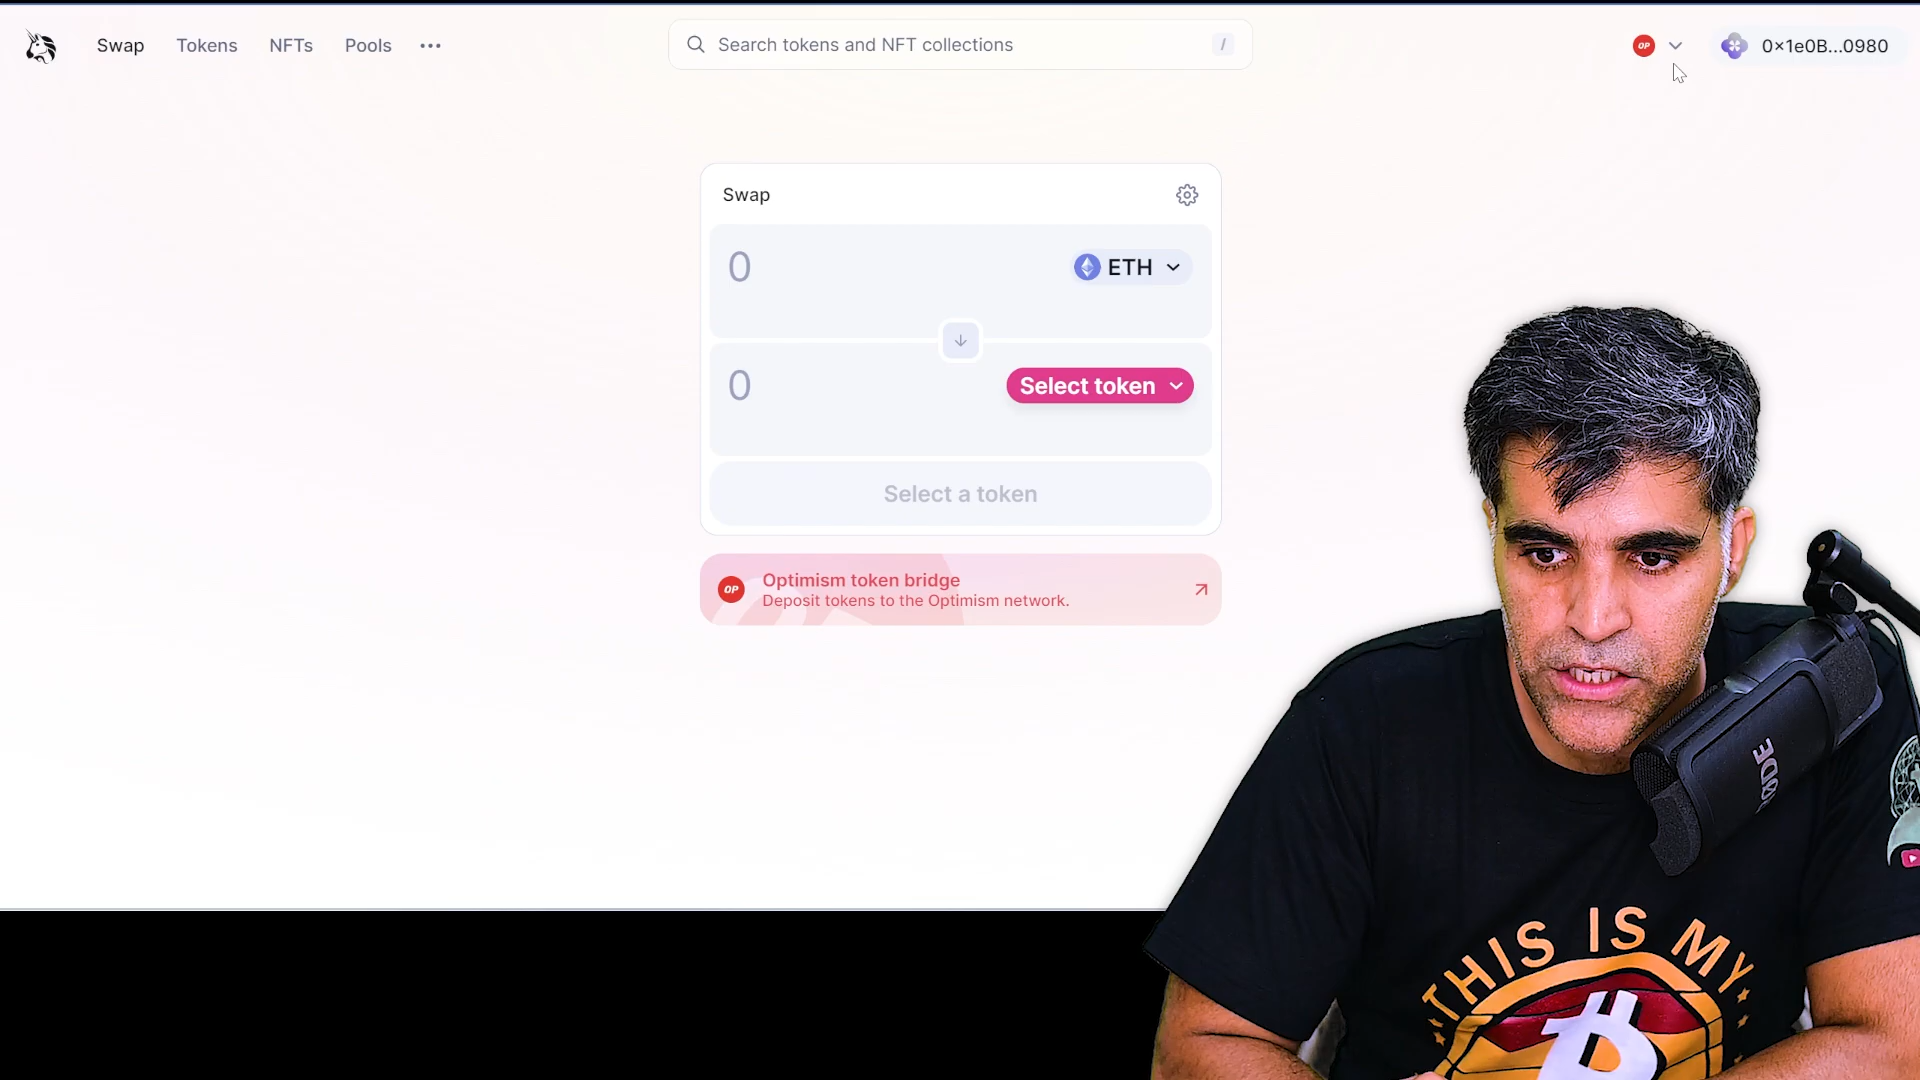 Swap
Tokens
NFTs
Pools
Search tokens and NFT collections
/
OP
0x1e0B...0980
Swap
0
ETH
0
Select token
Select a token
OP
Optimism token bridge
Deposit tokens to the Optimism network.
RØDE
THIS IS MY